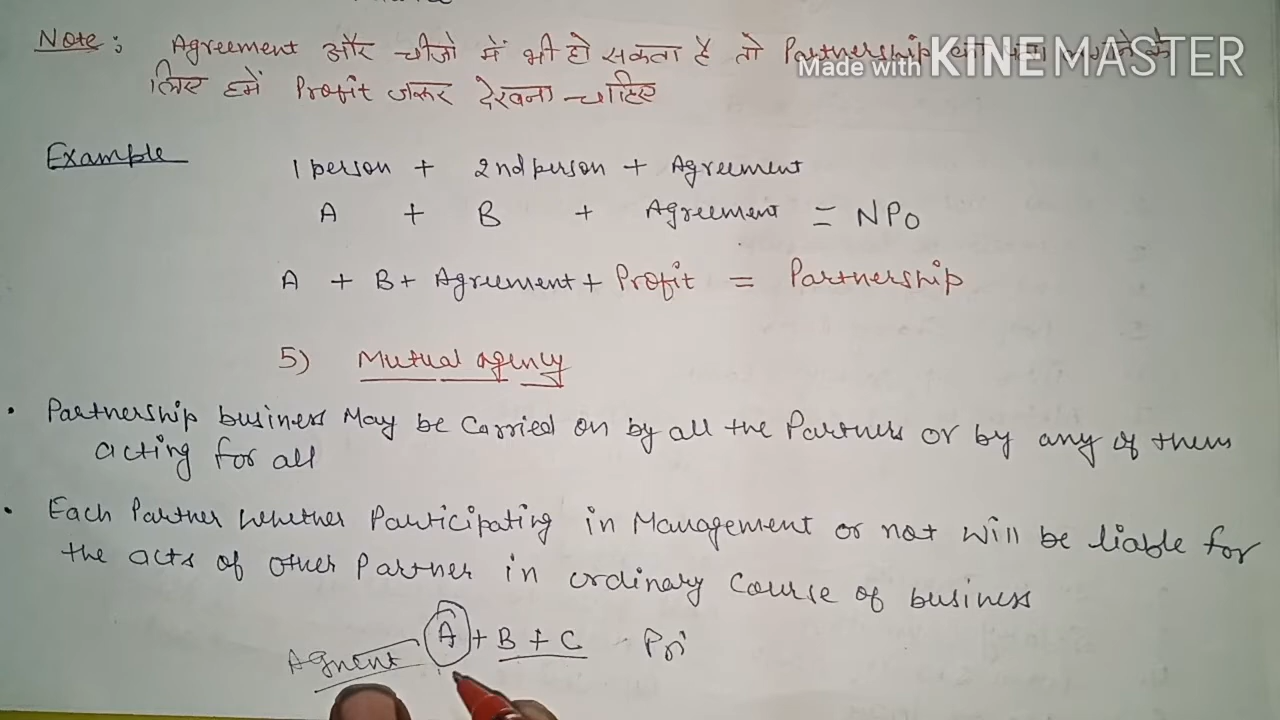 Note: Agreement और चीजो में भी हो सकता है तो Partnership
Made with KINEMASTER
लिए हमें Profit जरूर देखना चाहिए
Example
1 person + 2nd person + Agreement
A + B + Agreement = NPO
A + B + Agreement + Profit = Partnership
5) Mutual agency
• Partnership business May be Carried on by all the Partners or by any of them
acting for all
• Each Partner whether Participating in Management or not will be liable for
the acts of other Partner in ordinary Course of business
Agnent A + B + C Pri